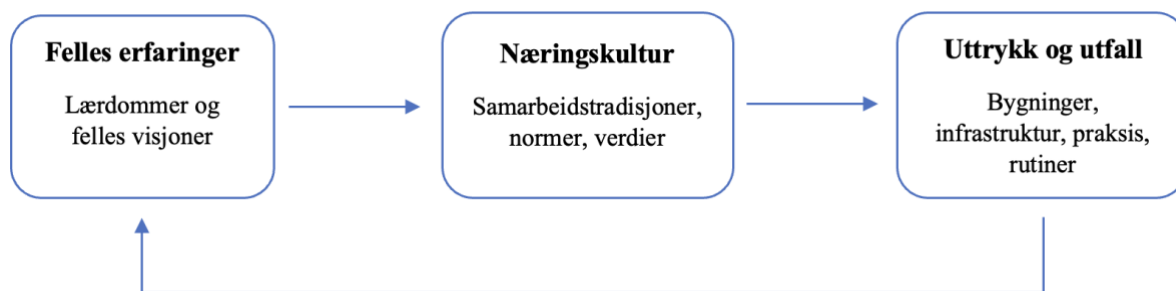 Felles erfaringer
Lærdommer og
felles visjoner
Næringskultur
Samarbeidstradisjoner,
normer, verdier
Uttrykk og utfall
Bygninger,
infrastruktur, praksis,
rutiner